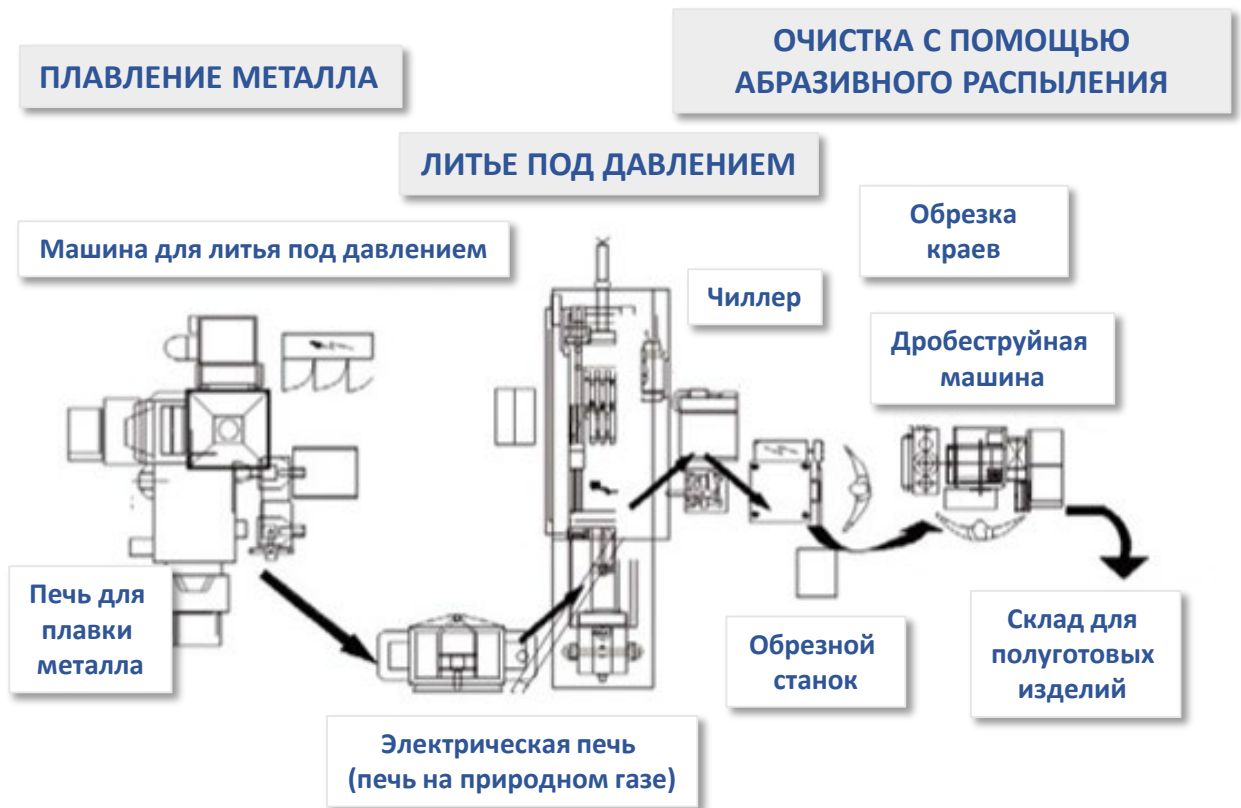 ПЛАВЛЕНИЕ МЕТАЛЛА
ОЧИСТКА С ПОМОЩЬЮ
АБРАЗИВНОГО РАСПЫЛЕНИЯ
ЛИТЬЕ ПОД ДАВЛЕНИЕМ
Машина для литья под давлением
Обрезка
краев
Чиллер
Дробеструйная
машина
Печь для
плавки
металла
Обрезной
станок
Склад для
полуготовых
изделий
Электрическая печь
(печь на природном газе)